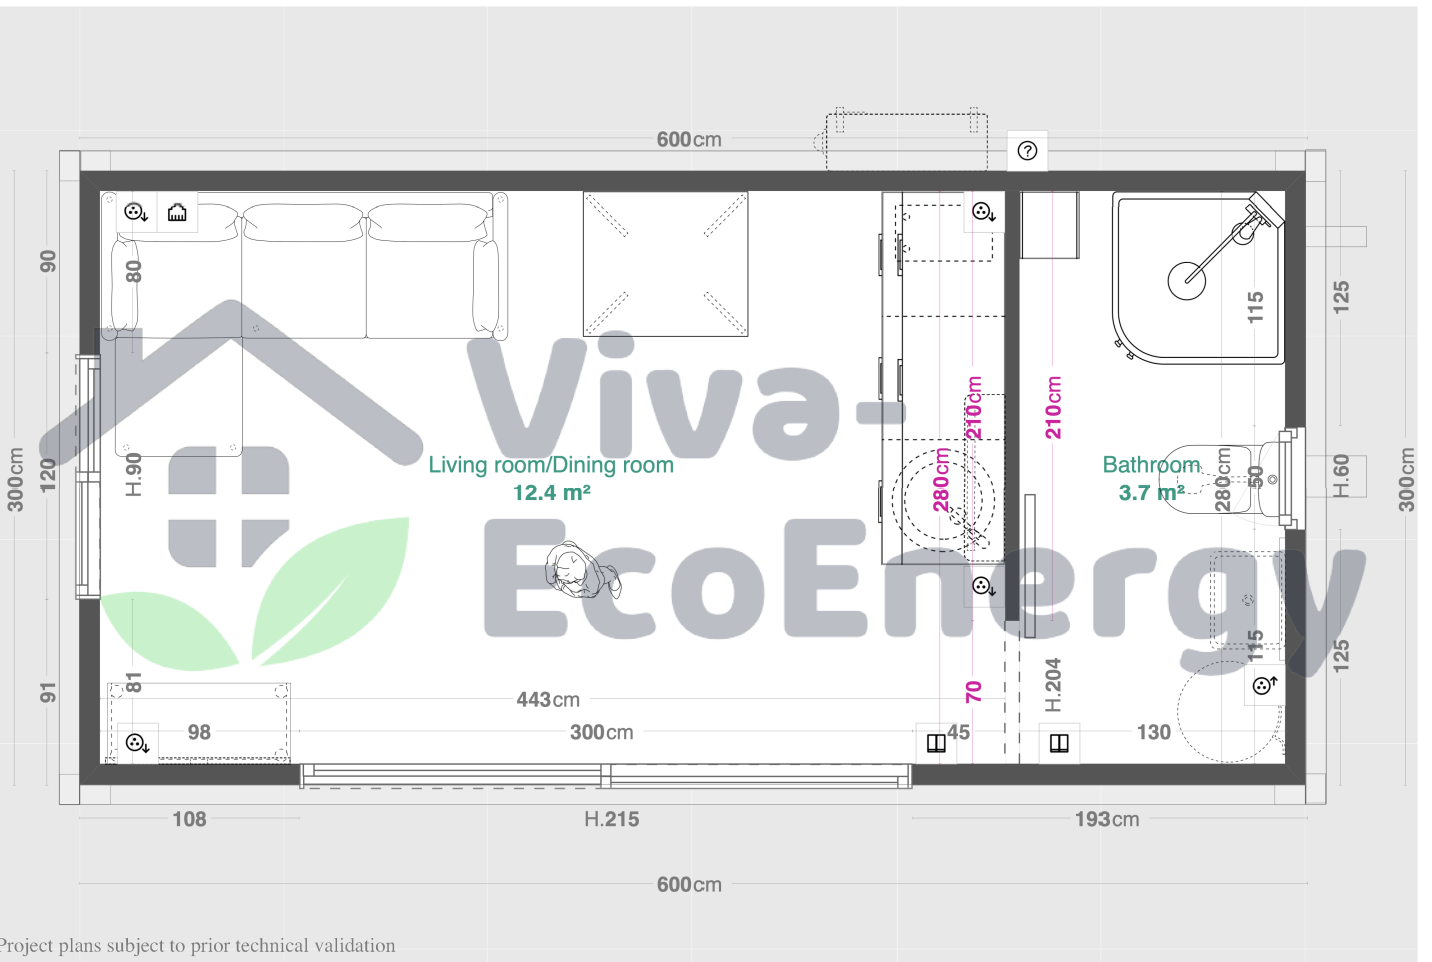 600cm
?
90
80
125
115
210cm
210cm
Viva-
Living room/Dining room
12.4 m²
Bathroom
3.7 m²
300cm
120
H.90
280cm
280cm
50
H.60
300cm
EcoEnergy
91
81
70
H.204
115
125
443cm
98
300cm
45
130
108
H.215
193cm
600cm
Project plans subject to prior technical validation